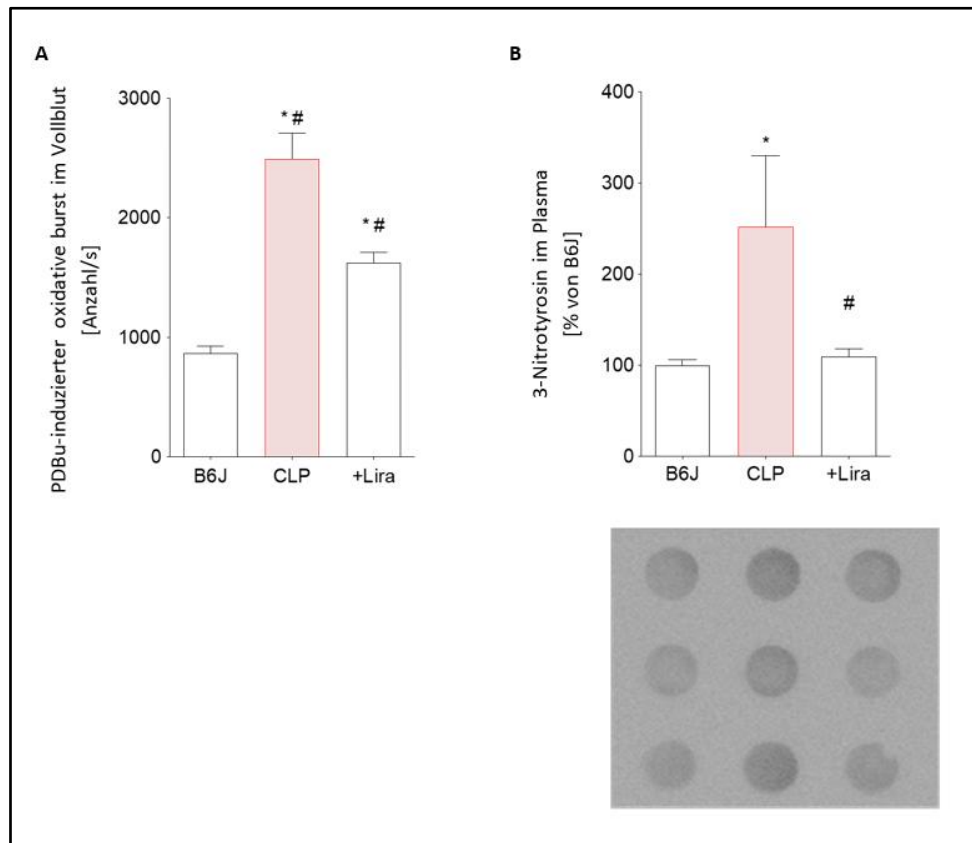 A
PDBu-induzierter oxidative burst im Vollblut
[Anzahl/s]
3000
2000
1000
0
*#
*#
B6J CLP +Lira
B
3-Nitrotyrosin im Plasma
[% von B6J]
400
300
200
100
0
*
#
B6J CLP +Lira